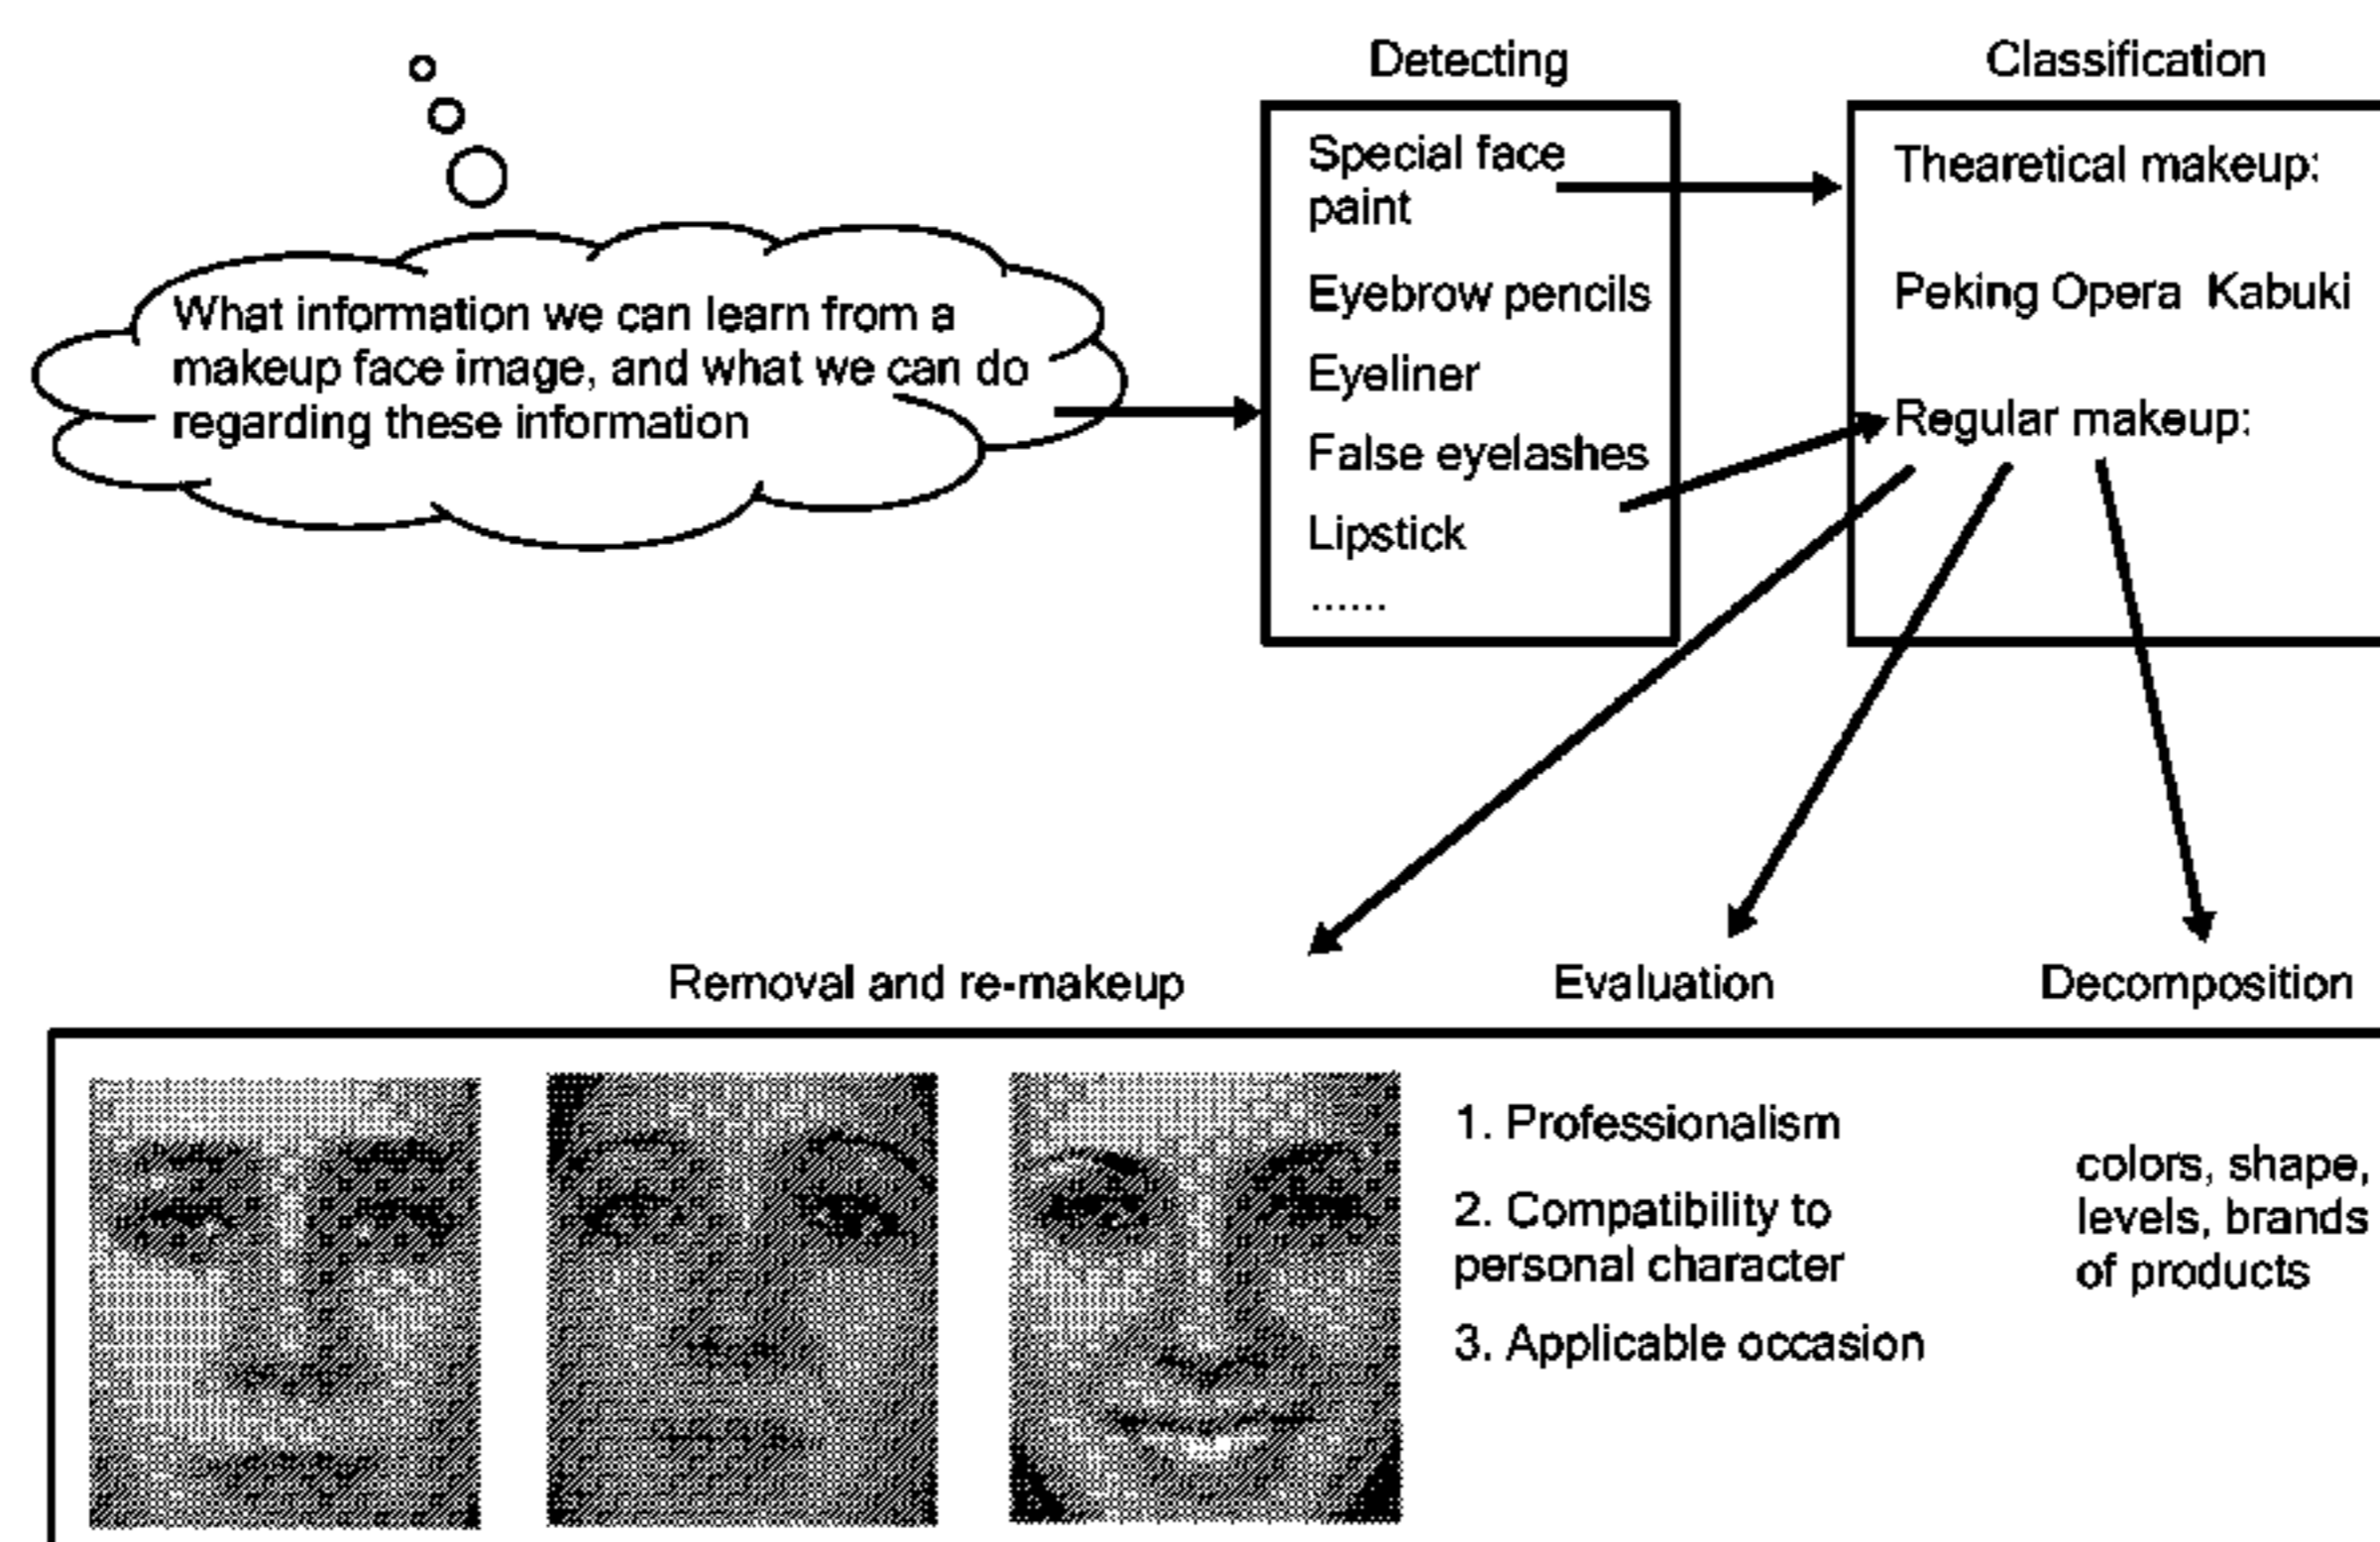 Detecting
Classification
What information we can learn from a
makeup face image, and what we can do
regarding these information
Special face
paint
Eyebrow pencils
Eyeliner
False eyelashes
Lipstick
......
Thearetical makeup:
Peking Opera Kabuki
Regular makeup:
Removal and re-makeup
Evaluation
Decomposition
1. Professionalism
2. Compatibility to
personal character
3. Applicable occasion
colors, shape,
levels, brands
of products